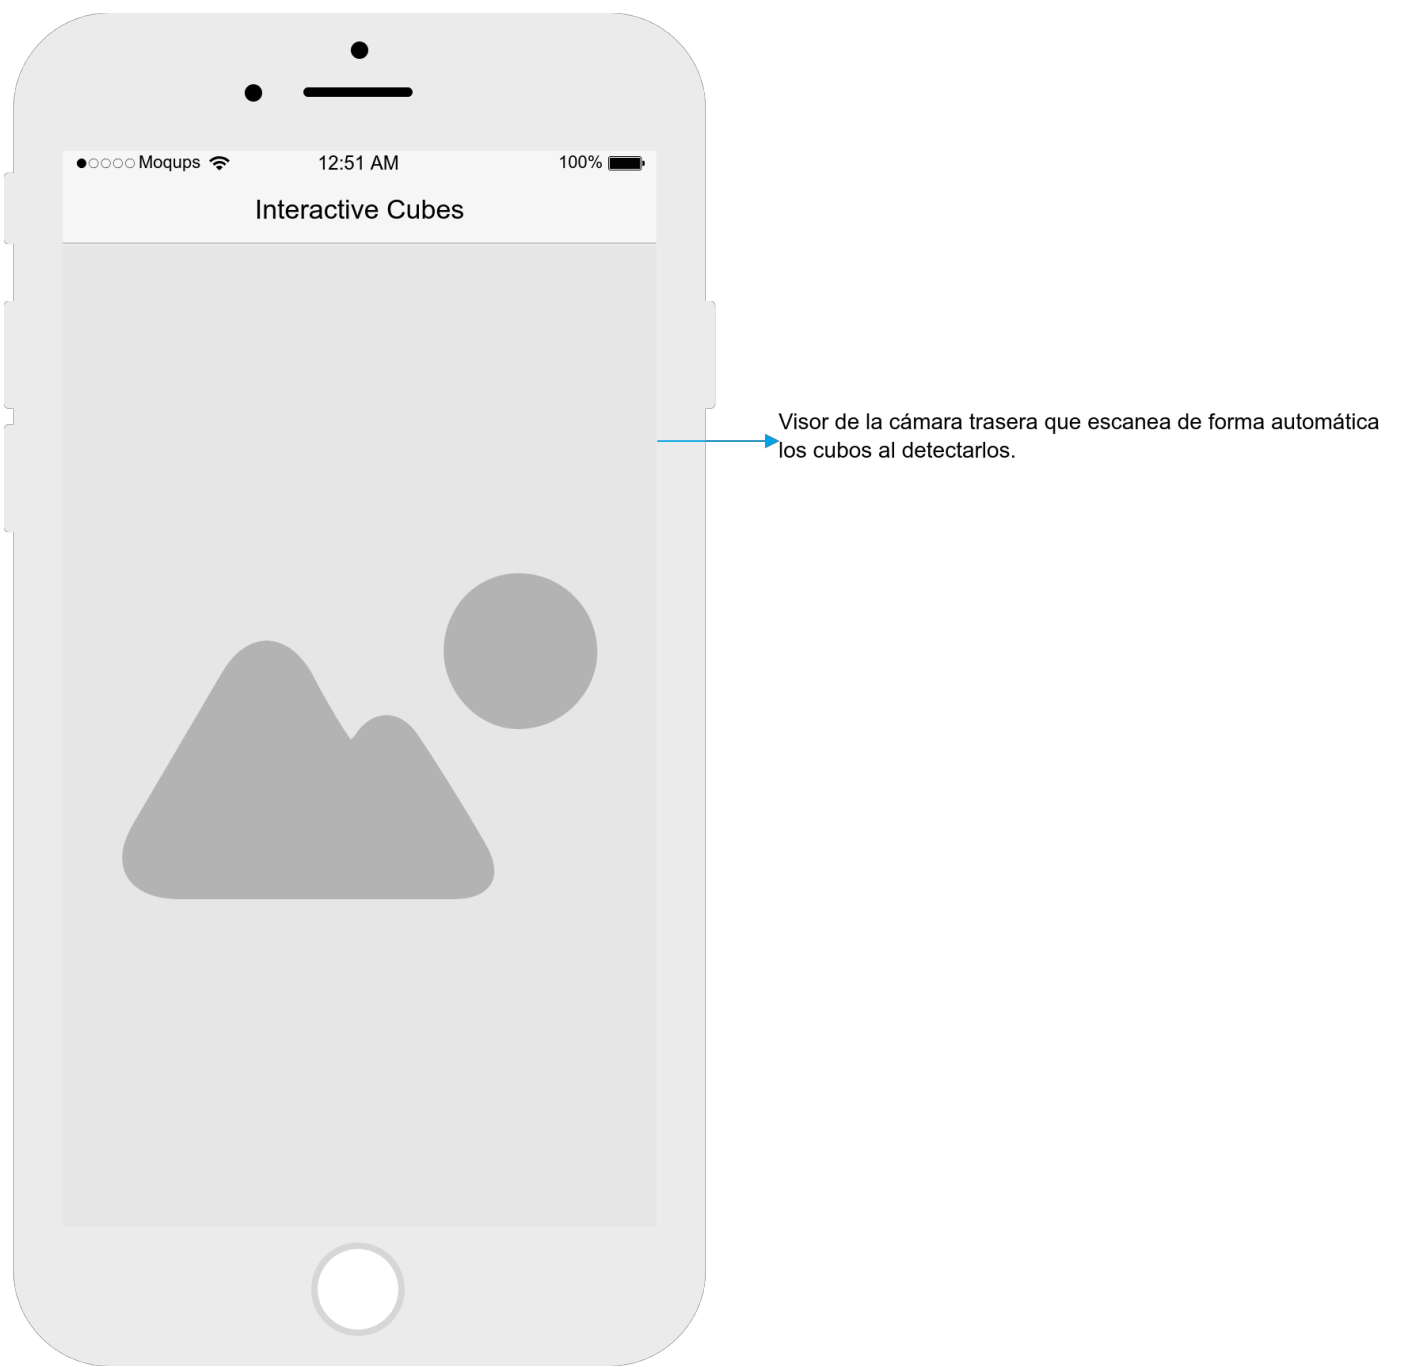 Moqups 12:51 AM 100%
Interactive Cubes
Visor de la cámara trasera que escanea de forma automática
los cubos al detectarlos.